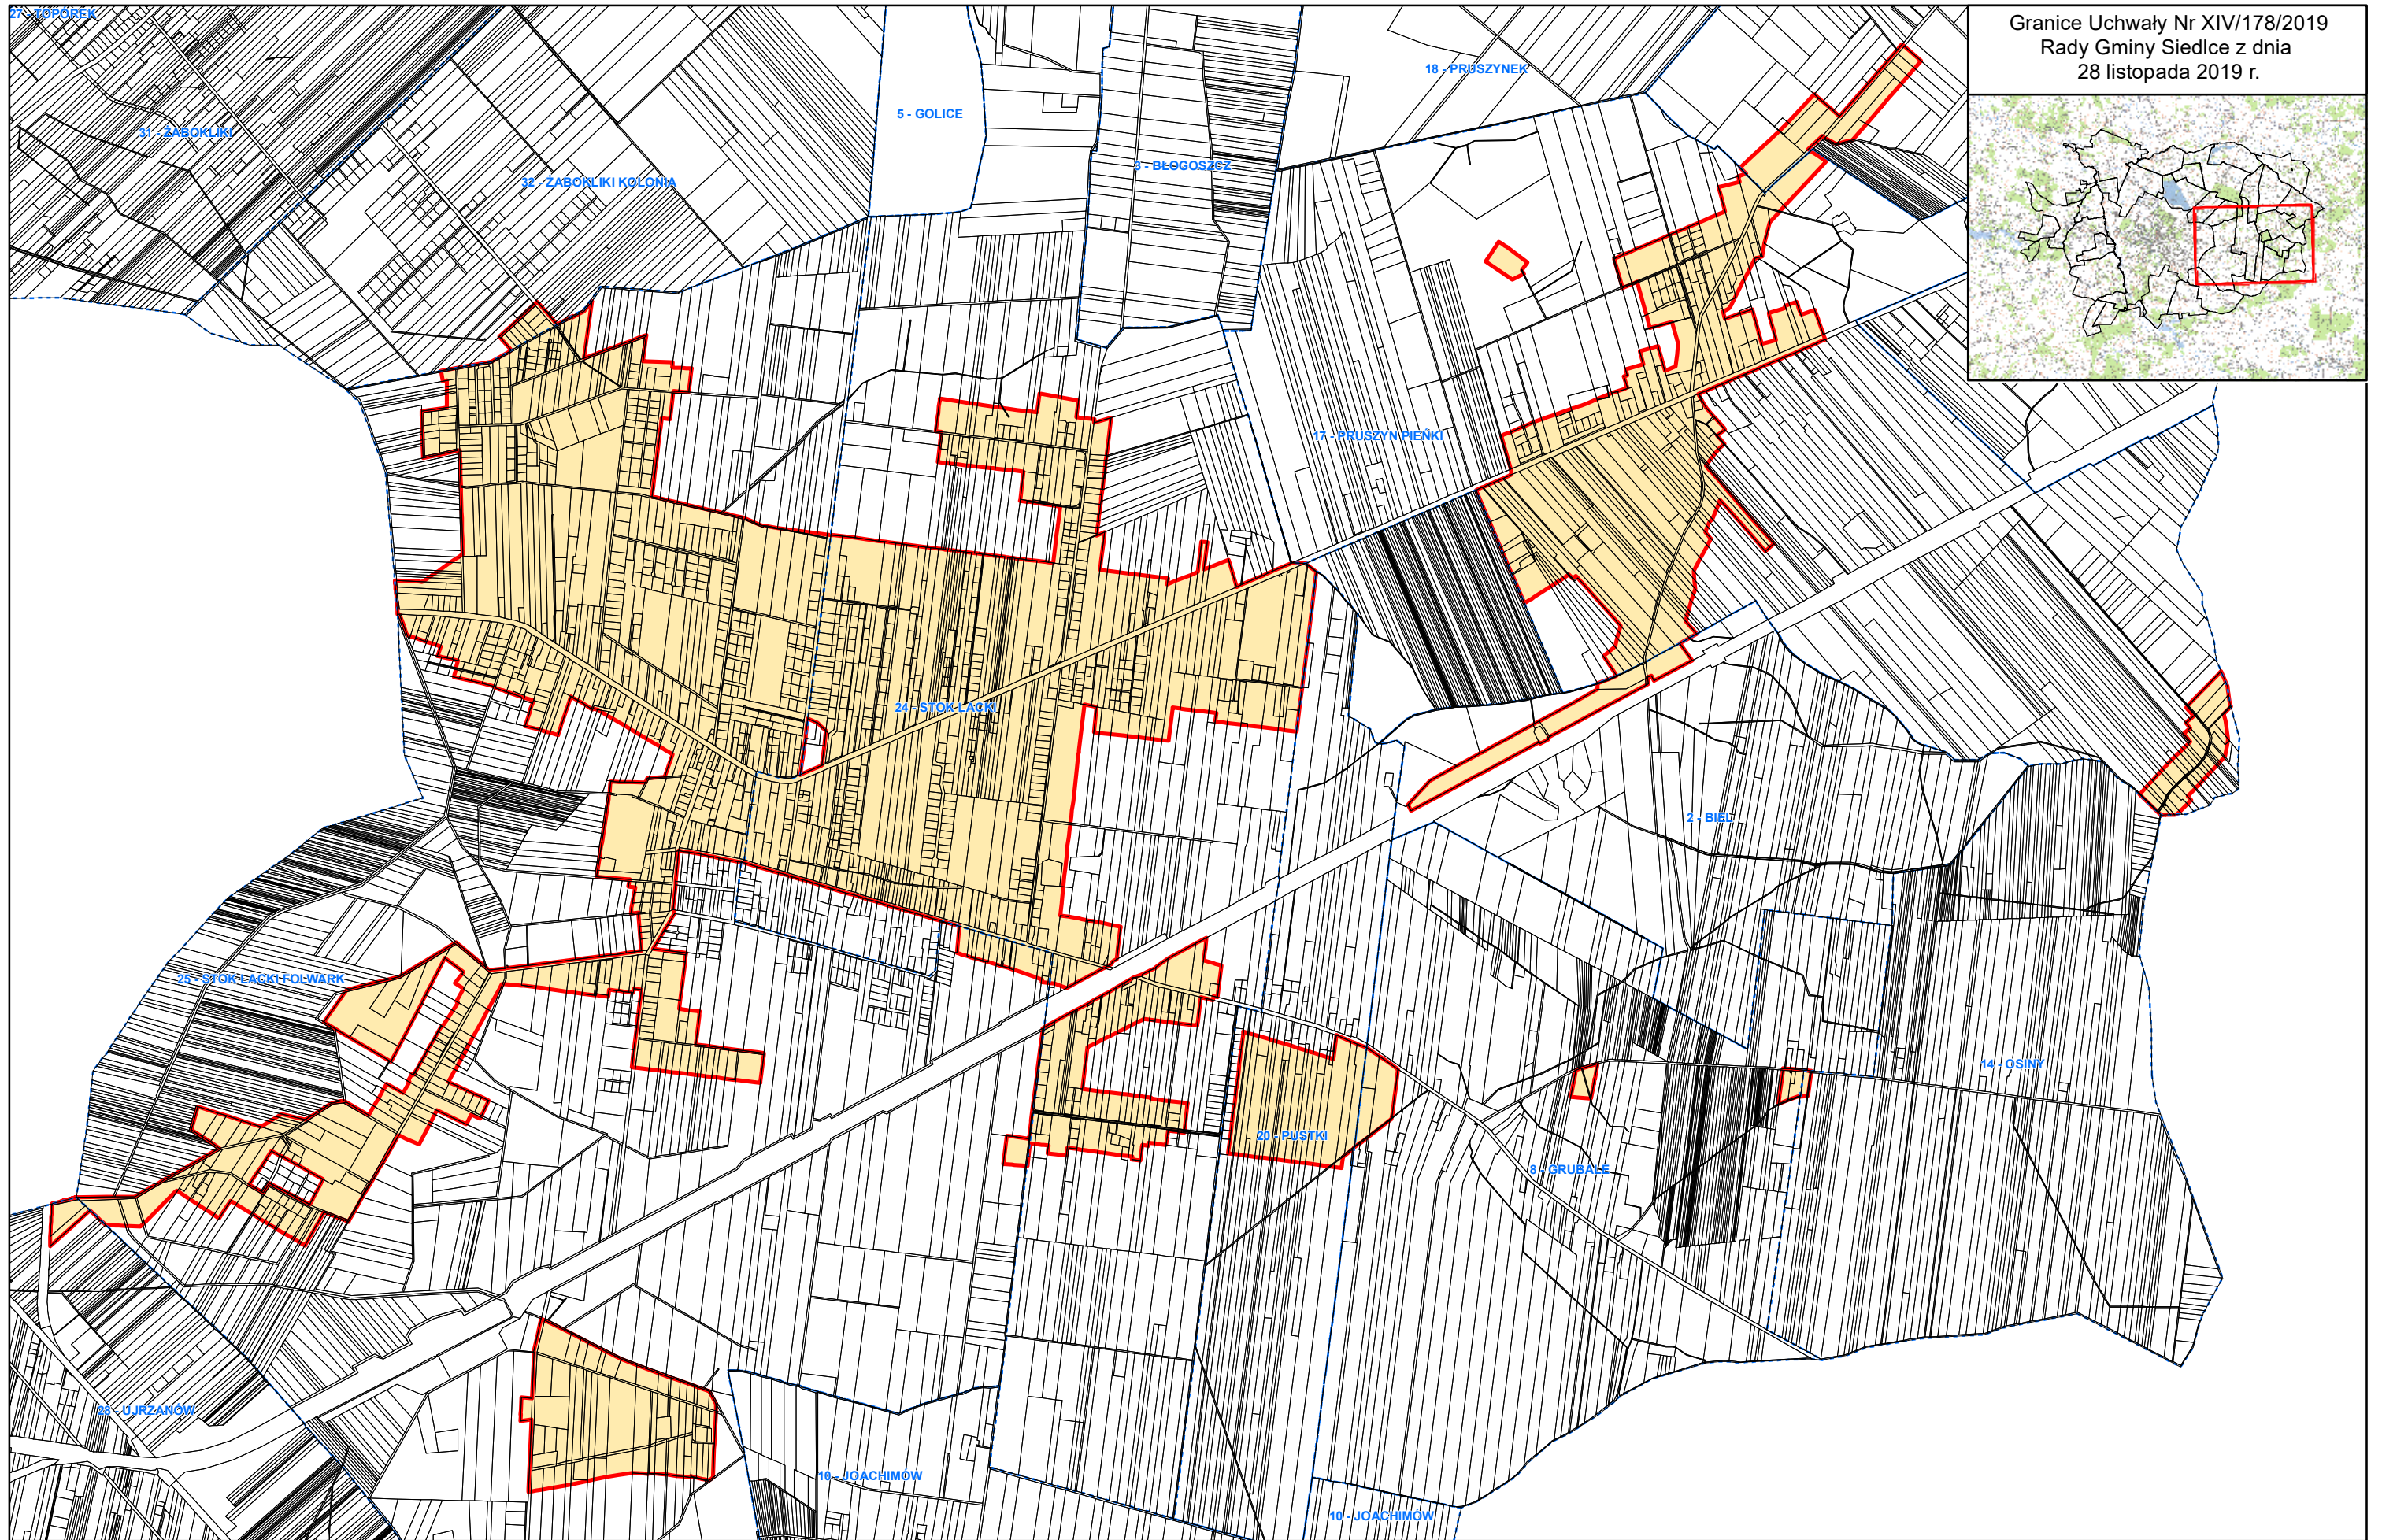 27 - TOPÓREK
Granice Uchwały Nr XIV/178/2019
Rady Gminy Siedlce z dnia
28 listopada 2019 r.
18 - PRUSZYNEK
5 - GOLICE
31 - ŻABOKLIKI
3 - BŁOGOSZCZ
32 - ŻABOKLIKI KOLONIA
17 - PRUSZYN PIEŃKI
24 - STOK LACKI
2 - BIEL
25 - STOK LACKI FOLWARK
14 - OSINY
20 - PUSTKI
8 - GRUBALE
28 - UJRZANÓW
10 - JOACHIMÓW
10 - JOACHIMÓW